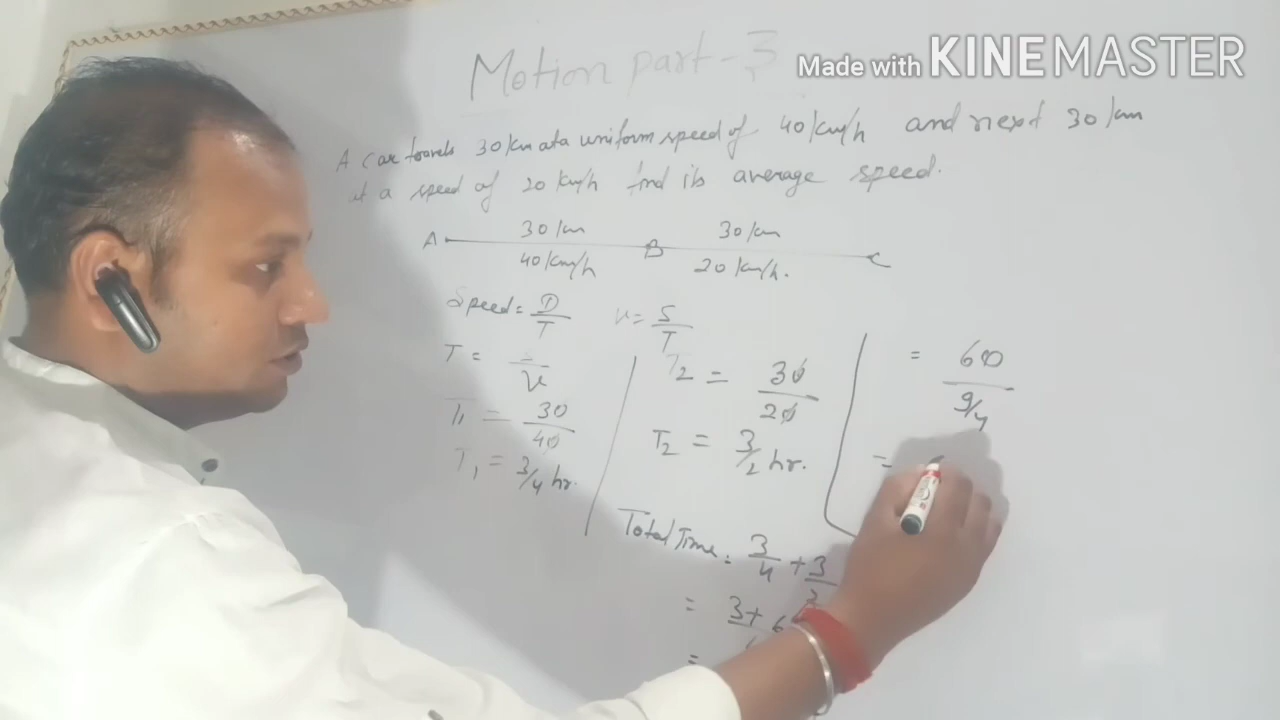 Motion part-3
Made with KINEMASTER
A car travels 30 km at a uniform speed of 40 km/h and next 30 km
at a speed of 20 km/h find its average speed.
30 km 30 km
A B C
40 km/h 20 km/h.
Speed = D/T v = S/T
T = /v
T1 = 30/40
T1 = 3/4 hr.
T2 = 30/20
T2 = 3/2 hr.
Total Time = 3/4 + 3/2
= 3+6
=
= 60
9/4
=